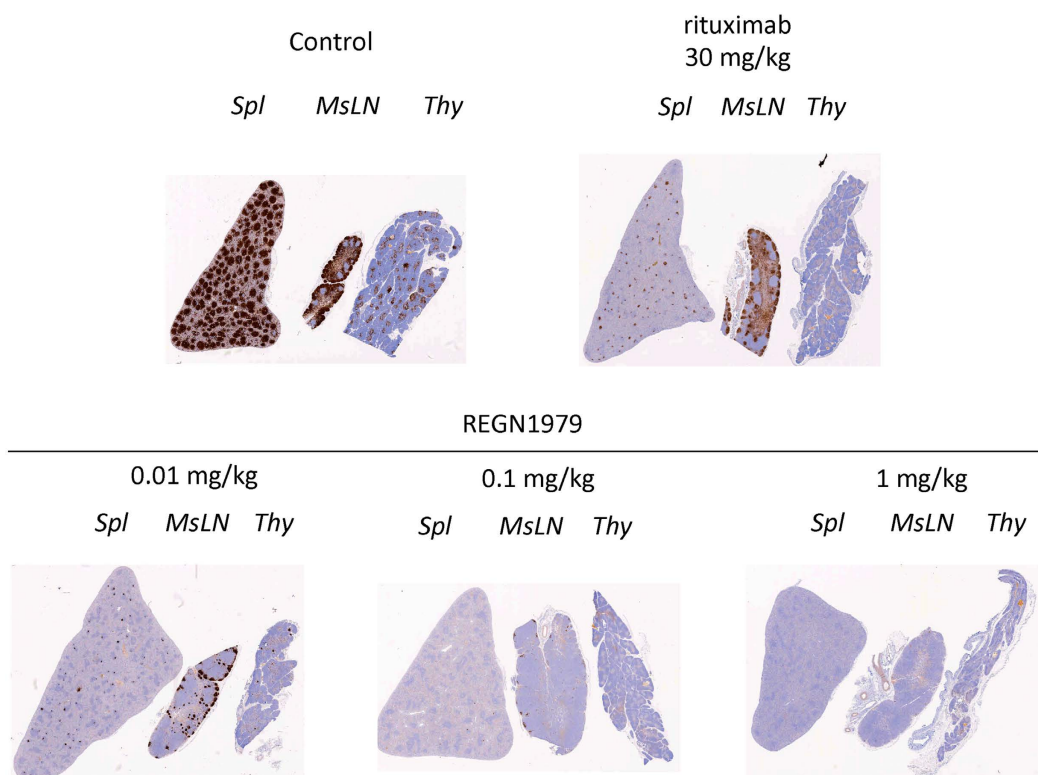 Control
rituximab
30 mg/kg
Spl MsLN Thy
Spl MsLN Thy
REGN1979
0.01 mg/kg
0.1 mg/kg
1 mg/kg
Spl MsLN Thy
Spl MsLN Thy
Spl MsLN Thy